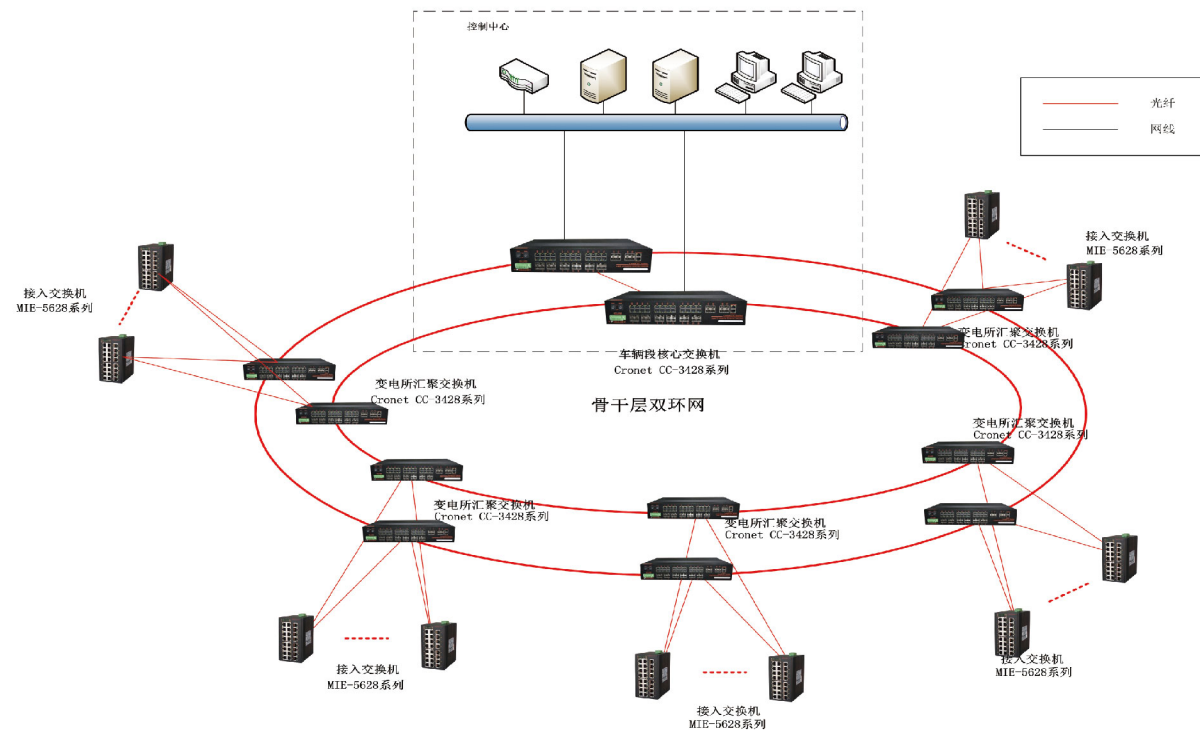 控制中心
光纤
网线
接入交换机
MIE-5628系列
接入交换机
MIE-5628系列
变电所汇聚交换机
Cronet CC-3428系列
车辆段核心交换机
Cronet CC-3428系列
变电所汇聚交换机
Cronet CC-3428系列
骨干层双环网
变电所汇聚交换机
Cronet CC-3428系列
变电所汇聚交换机
Cronet CC-3428系列
变电所汇聚交换机
Cronet CC-3428系列
接入交换机
MIE-5628系列
接入交换机
MIE-5628系列
接入交换机
MIE-5628系列